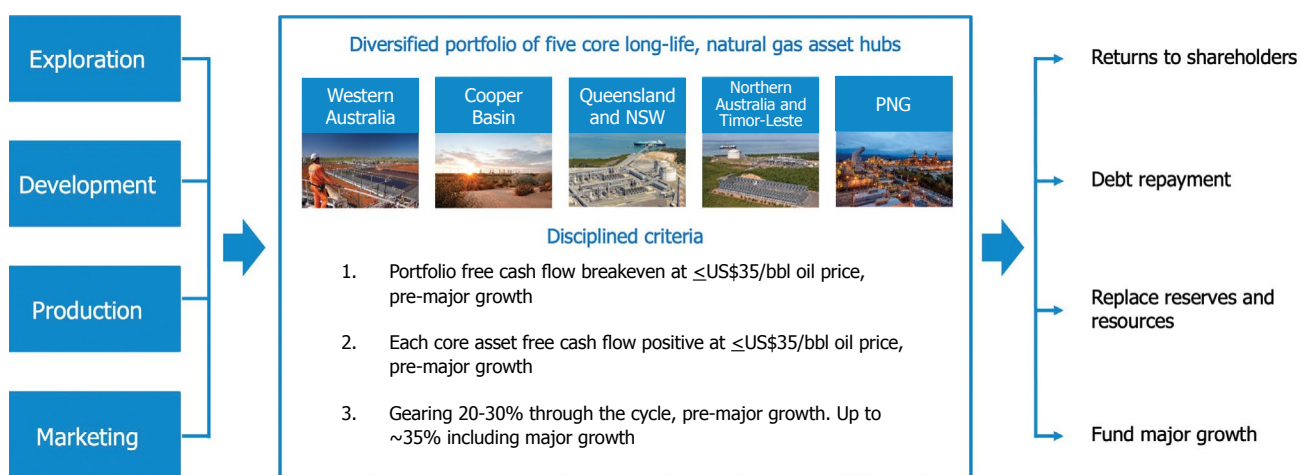 Exploration
Development
Production
Marketing
Diversified portfolio of five core long-life, natural gas asset hubs
Western
Australia
Cooper
Basin
Queensland
and NSW
Northern
Australia and
Timor-Leste
PNG
Disciplined criteria
1. Portfolio free cash flow breakeven at ≤US$35/bbl oil price,
pre-major growth
2. Each core asset free cash flow positive at ≤US$35/bbl oil price,
pre-major growth
3. Gearing 20-30% through the cycle, pre-major growth. Up to
~35% including major growth
Returns to shareholders
Debt repayment
Replace reserves and
resources
Fund major growth